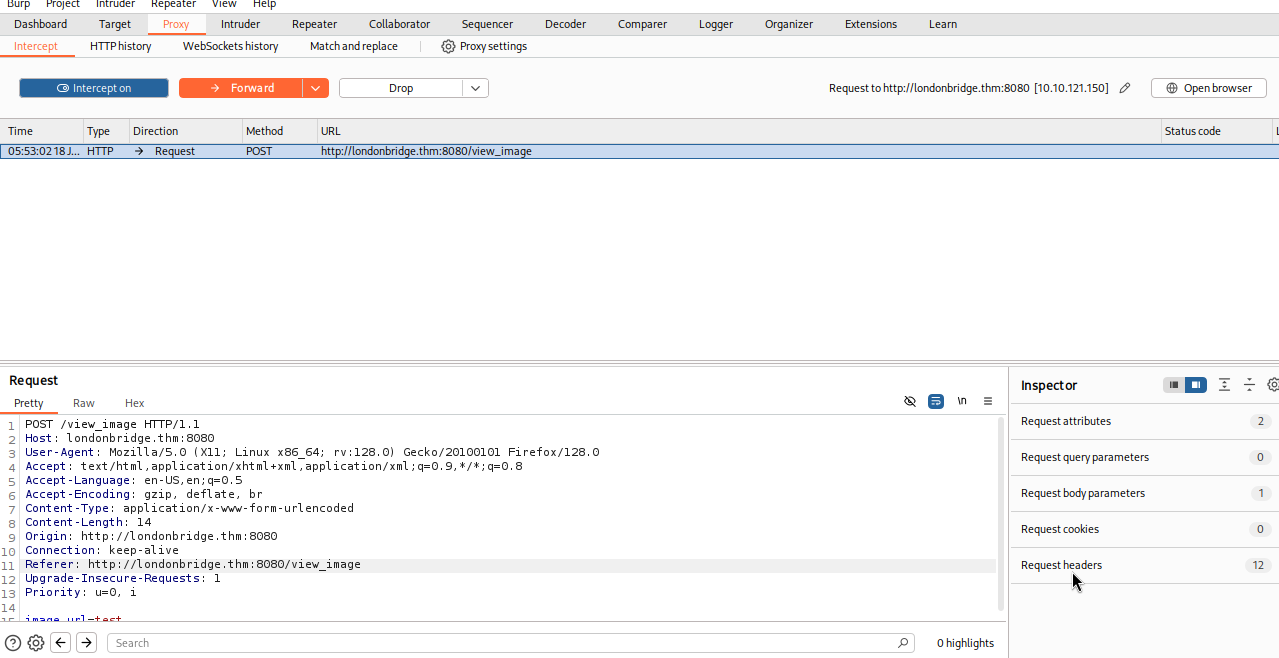 Burp Project Intruder Repeater View Help
Dashboard Target Proxy Intruder Repeater Collaborator Sequencer Decoder Comparer Logger Organizer Extensions Learn
Intercept HTTP history WebSockets history Match and replace Proxy settings
Intercept on Forward Drop Request to http://londonbridge.thm:8080 [10.10.121.150] Open browser
Time Type Direction Method URL Status code L
05:53:02 18 J... HTTP → Request POST http://londonbridge.thm:8080/view_image
Request
Pretty Raw Hex \n
1 POST /view_image HTTP/1.1
2 Host: londonbridge.thm:8080
3 User-Agent: Mozilla/5.0 (X11; Linux x86_64; rv:128.0) Gecko/20100101 Firefox/128.0
4 Accept: text/html,application/xhtml+xml,application/xml;q=0.9,*/*;q=0.8
5 Accept-Language: en-US,en;q=0.5
6 Accept-Encoding: gzip, deflate, br
7 Content-Type: application/x-www-form-urlencoded
8 Content-Length: 14
9 Origin: http://londonbridge.thm:8080
10 Connection: keep-alive
11 Referer: http://londonbridge.thm:8080/view_image
12 Upgrade-Insecure-Requests: 1
13 Priority: u=0, i
14
15 image_url=test
Search 0 highlights
Inspector
Request attributes 2
Request query parameters 0
Request body parameters 1
Request cookies 0
Request headers 12